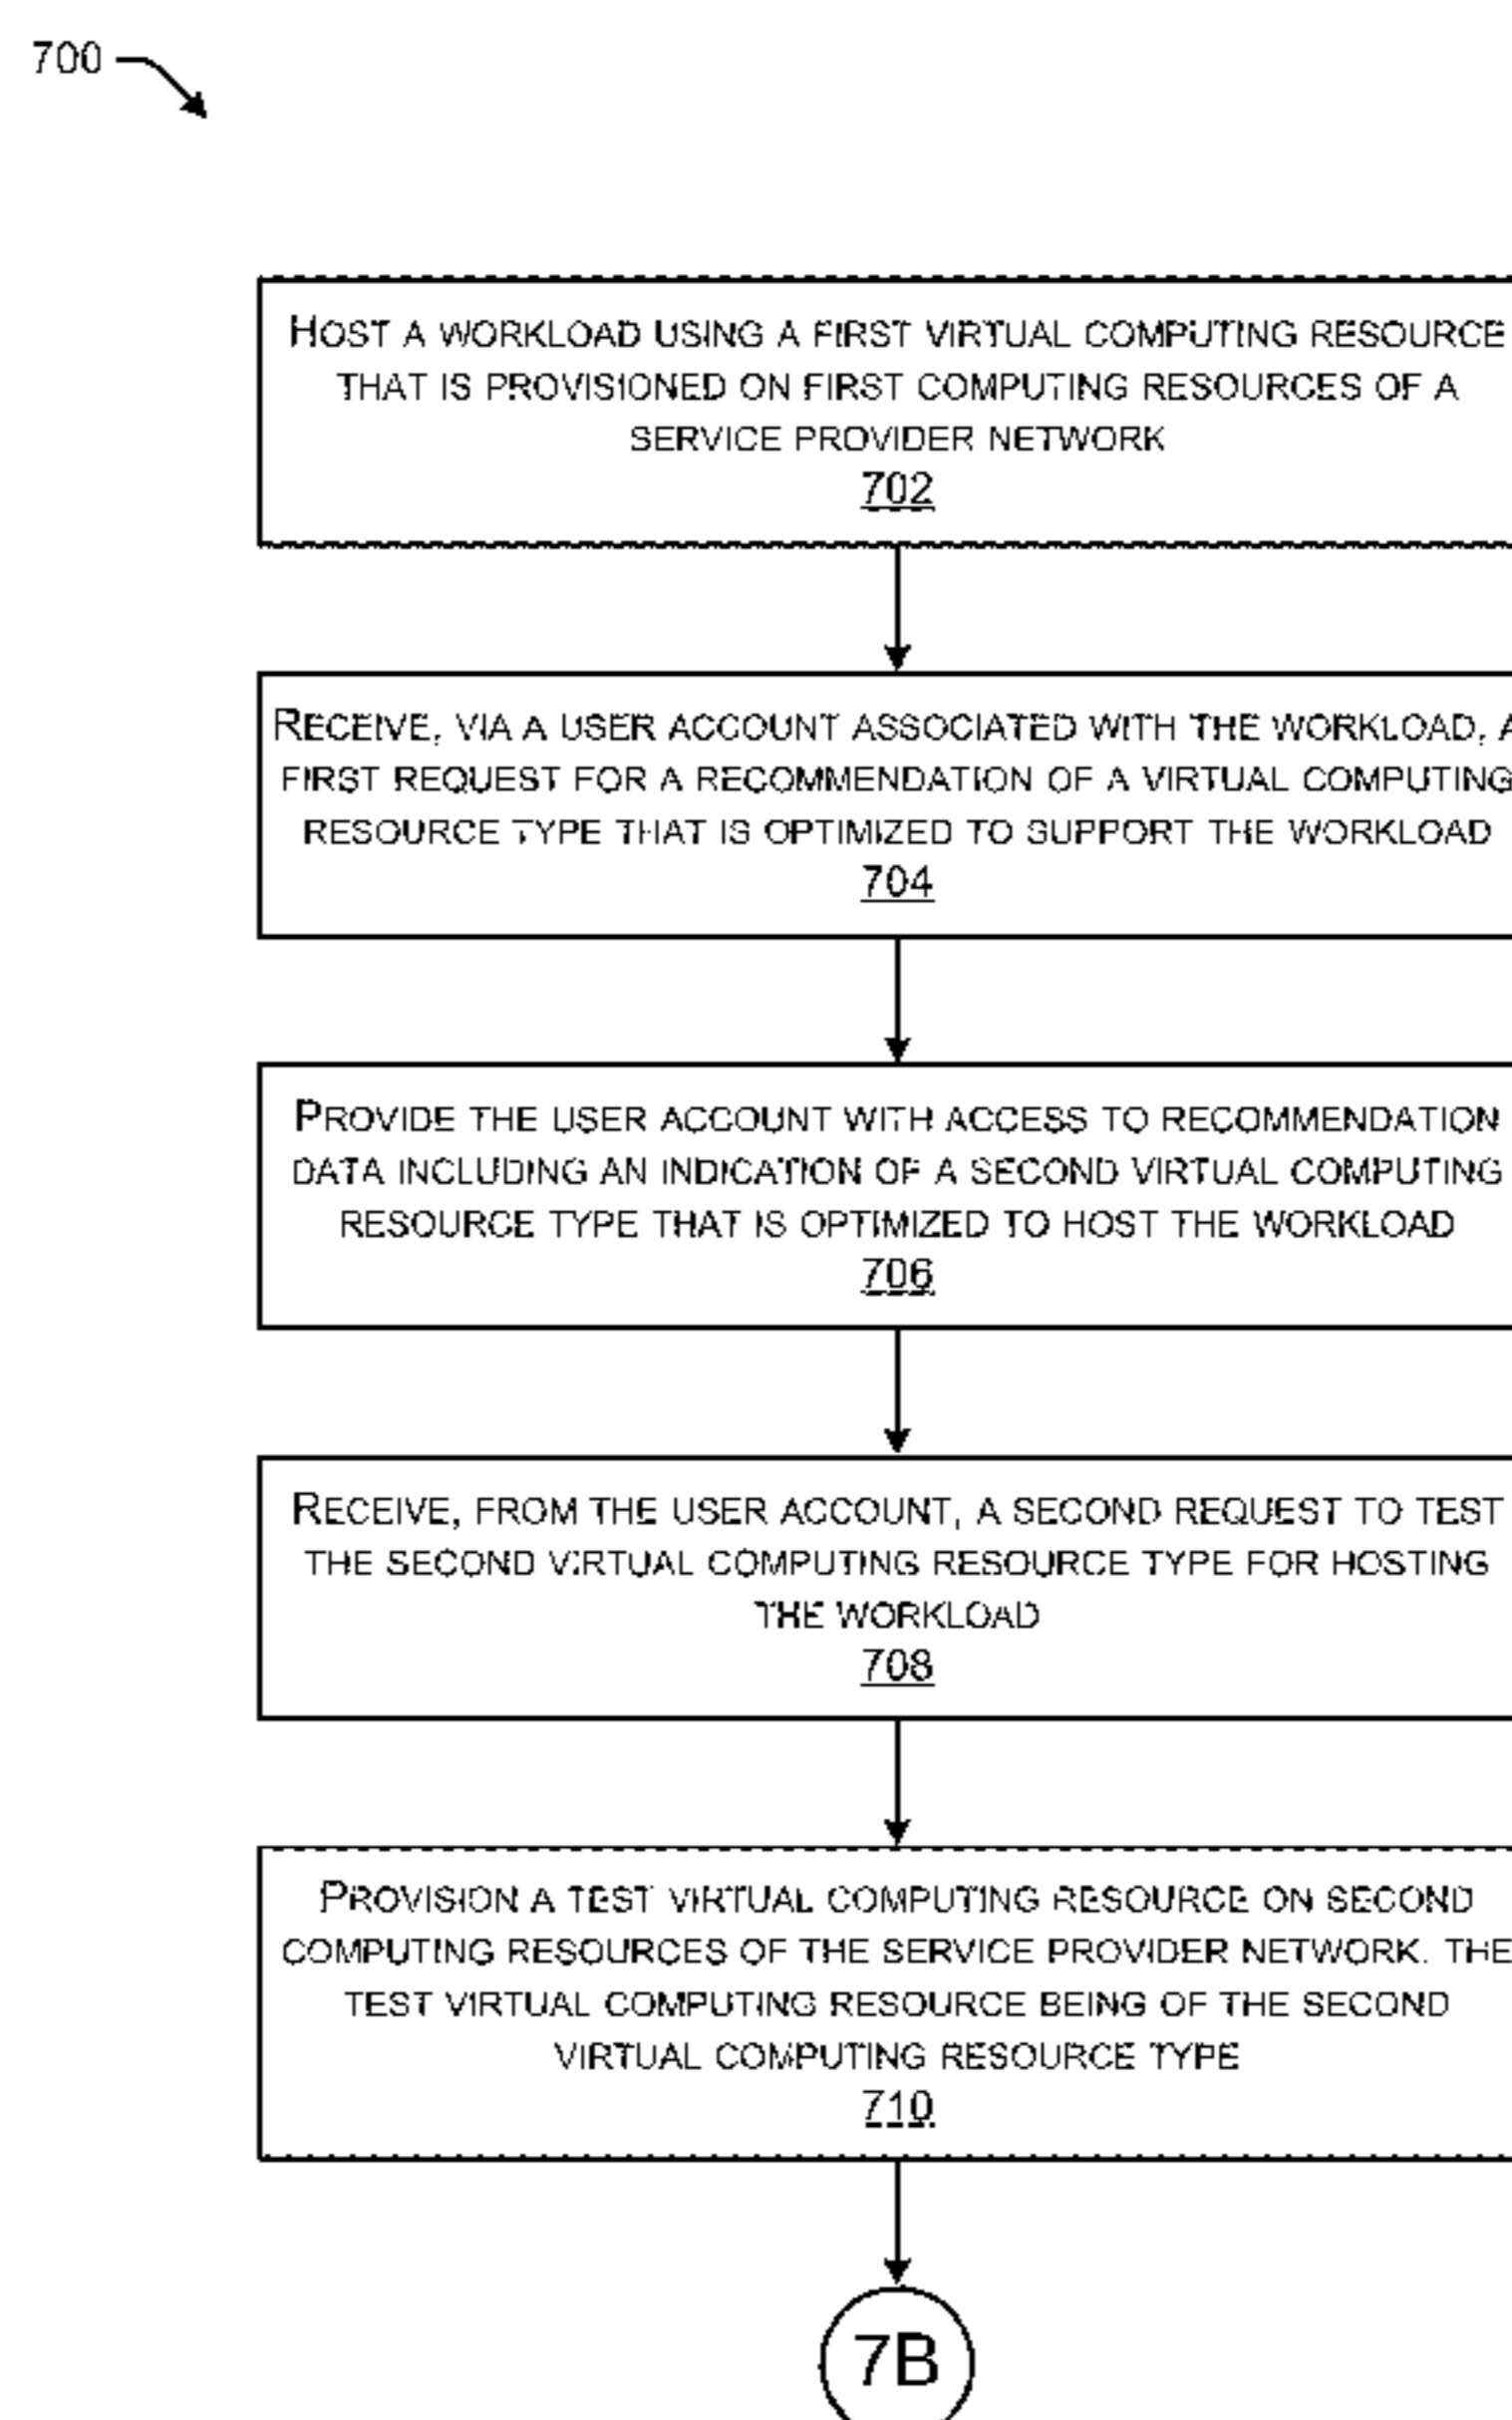 700
HOST A WORKLOAD USING A FIRST VIRTUAL COMPUTING RESOURCE
THAT IS PROVISIONED ON FIRST COMPUTING RESOURCES OF A
SERVICE PROVIDER NETWORK
702
RECEIVE, VIA A USER ACCOUNT ASSOCIATED WITH THE WORKLOAD, A
FIRST REQUEST FOR A RECOMMENDATION OF A VIRTUAL COMPUTING
RESOURCE TYPE THAT IS OPTIMIZED TO SUPPORT THE WORKLOAD
704
PROVIDE THE USER ACCOUNT WITH ACCESS TO RECOMMENDATION
DATA INCLUDING AN INDICATION OF A SECOND VIRTUAL COMPUTING
RESOURCE TYPE THAT IS OPTIMIZED TO HOST THE WORKLOAD
706
RECEIVE, FROM THE USER ACCOUNT, A SECOND REQUEST TO TEST
THE SECOND VIRTUAL COMPUTING RESOURCE TYPE FOR HOSTING
THE WORKLOAD
708
PROVISION A TEST VIRTUAL COMPUTING RESOURCE ON SECOND
COMPUTING RESOURCES OF THE SERVICE PROVIDER NETWORK. THE
TEST VIRTUAL COMPUTING RESOURCE BEING OF THE SECOND
VIRTUAL COMPUTING RESOURCE TYPE
710
7B